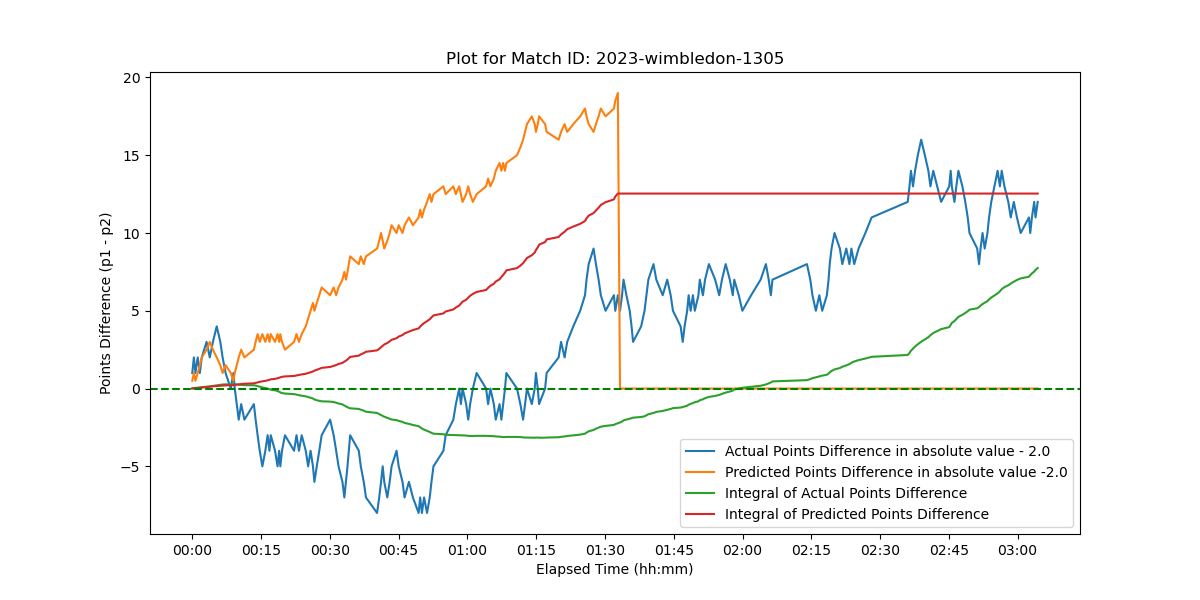 Plot for Match ID: 2023-wimbledon-1305
Points Difference (p1 - p2)
20
15
10
5
0
−5
Actual Points Difference in absolute value - 2.0
Predicted Points Difference in absolute value -2.0
Integral of Actual Points Difference
Integral of Predicted Points Difference
00:00 00:15 00:30 00:45 01:00 01:15 01:30 01:45 02:00 02:15 02:30 02:45 03:00
Elapsed Time (hh:mm)